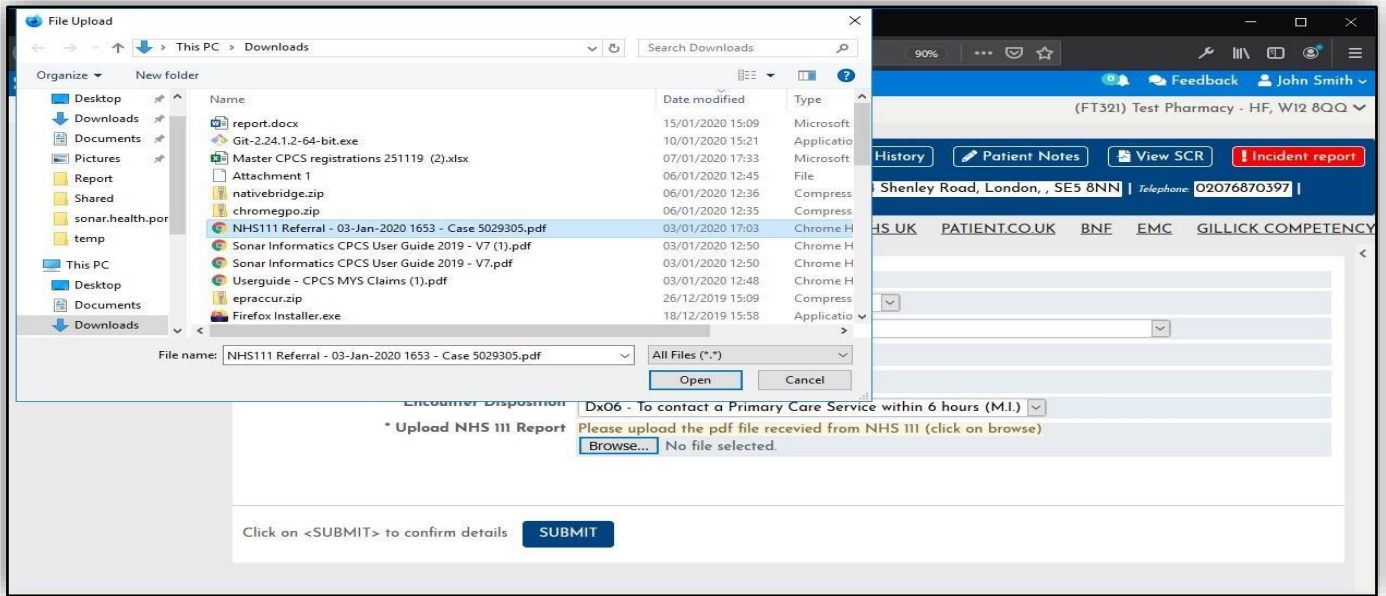 File Upload
This PC > Downloads
Search Downloads
90%
Organize
New folder
0
Feedback
John Smith
(FT321) Test Pharmacy - HF, W12 8QQ
Desktop
Downloads
Documents
Pictures
Report
Shared
sonar.health.por
temp
This PC
Desktop
Documents
Downloads
Name Date modified Type
report.docx 15/01/2020 15:09 Microsoft
Git-2.24.1.2-64-bit.exe 10/01/2020 15:21 Applicatio
Master CPCS registrations 251119 (2).xlsx 07/01/2020 17:33 Microsoft
Attachment 1 06/01/2020 12:45 File
nativebridge.zip 06/01/2020 12:36 Compress
chromegpo.zip 06/01/2020 12:35 Compress
NHS111 Referral - 03-Jan-2020 1653 - Case 5029305.pdf 03/01/2020 17:03 Chrome H
Sonar Informatics CPCS User Guide 2019 - V7 (1).pdf 03/01/2020 12:50 Chrome H
Sonar Informatics CPCS User Guide 2019 - V7.pdf 03/01/2020 12:50 Chrome H
Userguide - CPCS MYS Claims (1).pdf 03/01/2020 12:48 Chrome H
epraccur.zip 26/12/2019 15:09 Compress
Firefox Installer.exe 18/12/2019 15:58 Applicatio
File name: NHS111 Referral - 03-Jan-2020 1653 - Case 5029305.pdf
All Files (*.*)
Open
Cancel
History
Patient Notes
View SCR
! Incident report
Shenley Road, London, , SE5 8NN | Telephone: 02076870397 |
HS UK PATIENT.CO.UK BNF EMC GILLICK COMPETENCY
Encounter Disposition
Dx06 - To contact a Primary Care Service within 6 hours (M.I.)
* Upload NHS 111 Report
Please upload the pdf file recevied from NHS 111 (click on browse)
Browse... No file selected.
Click on <SUBMIT> to confirm details
SUBMIT